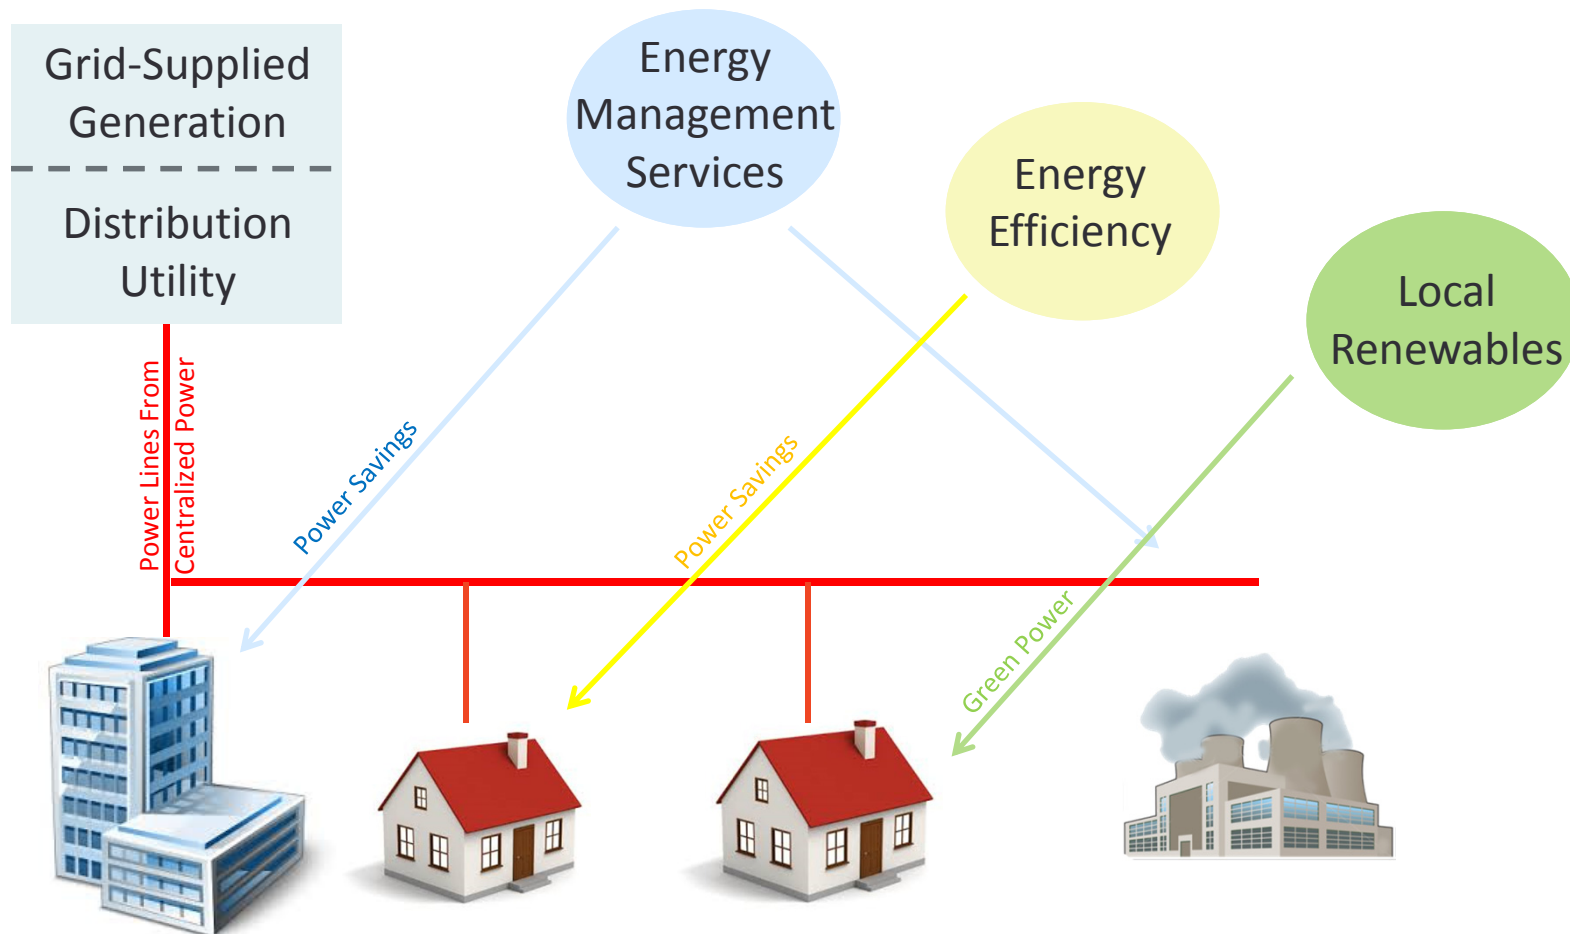 Grid-Supplied
Generation
Distribution
Utility
Energy
Management
Services
Energy
Efficiency
Local
Renewables
Power Lines From
Centralized Power
Power Savings
Power Savings
Green Power